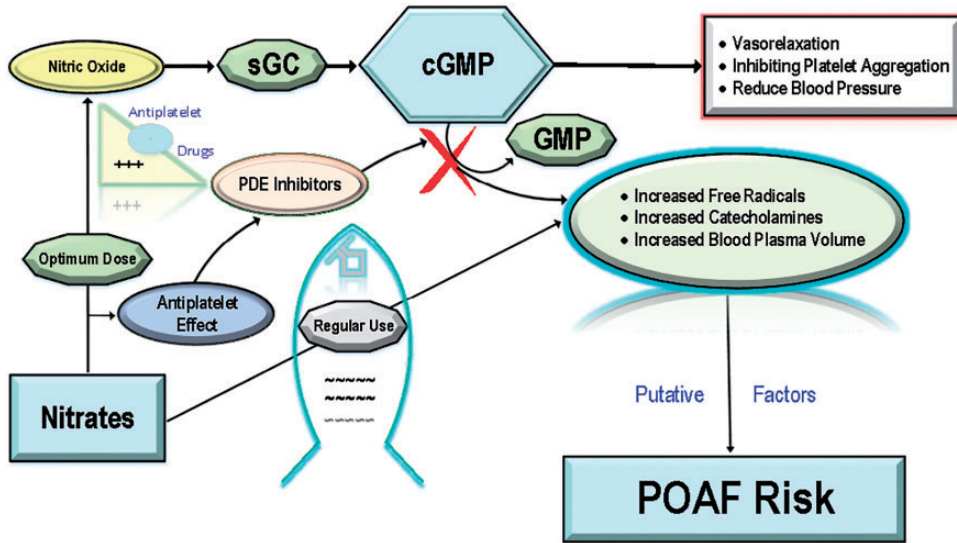 Nitric Oxide
sGC
cGMP
• Vasorelaxation
• Inhibiting Platelet Aggregation
• Reduce Blood Pressure
Antiplatelet
Drugs
+++
+++
GMP
PDE Inhibitors
• Increased Free Radicals
• Increased Catecholamines
• Increased Blood Plasma Volume
Optimum Dose
Antiplatelet
Effect
Regular Use
~~~~~
~~~~~
~~~~~
Nitrates
Putative Factors
POAF Risk